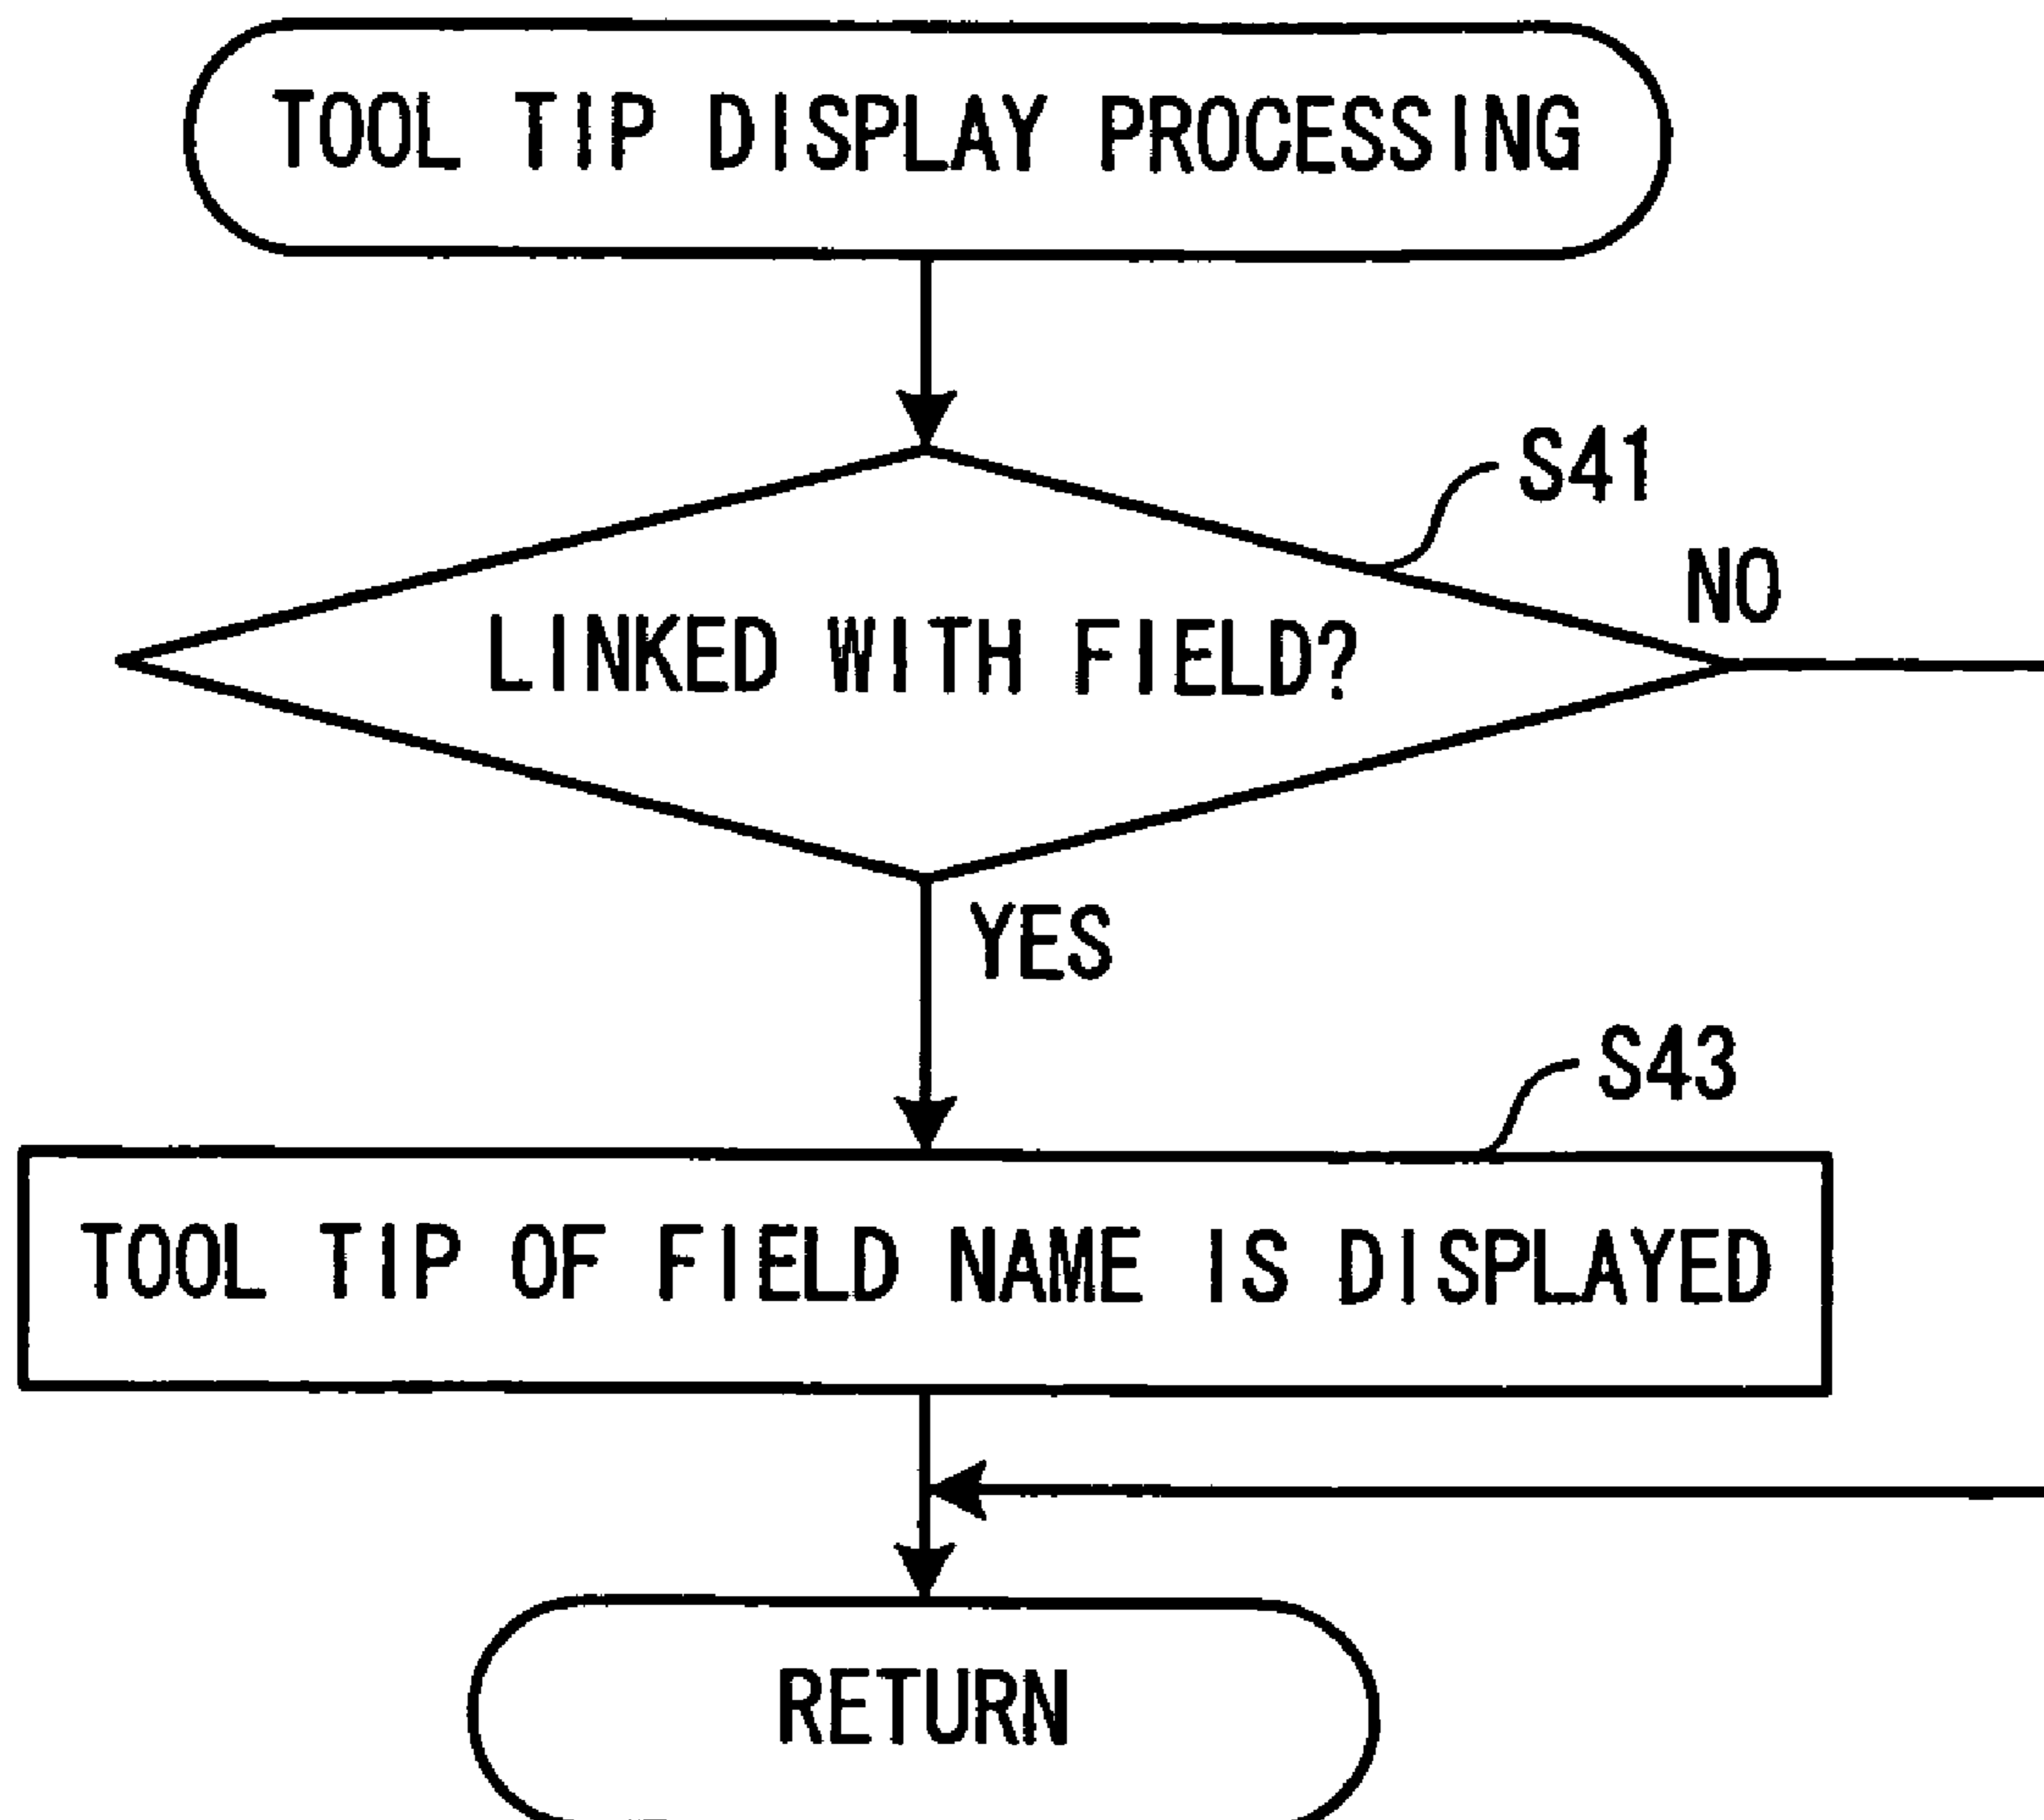 TOOL TIP DISPLAY PROCESSING
S41
NO
LINKED WITH FIELD?
YES
S43
TOOL TIP OF FIELD NAME IS DISPLAYED
RETURN